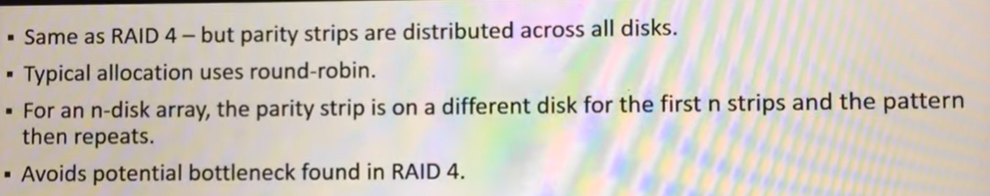 ▪ Same as RAID 4 – but parity strips are distributed across all disks.
▪ Typical allocation uses round-robin.
▪ For an n-disk array, the parity strip is on a different disk for the first n strips and the pattern
then repeats.
▪ Avoids potential bottleneck found in RAID 4.